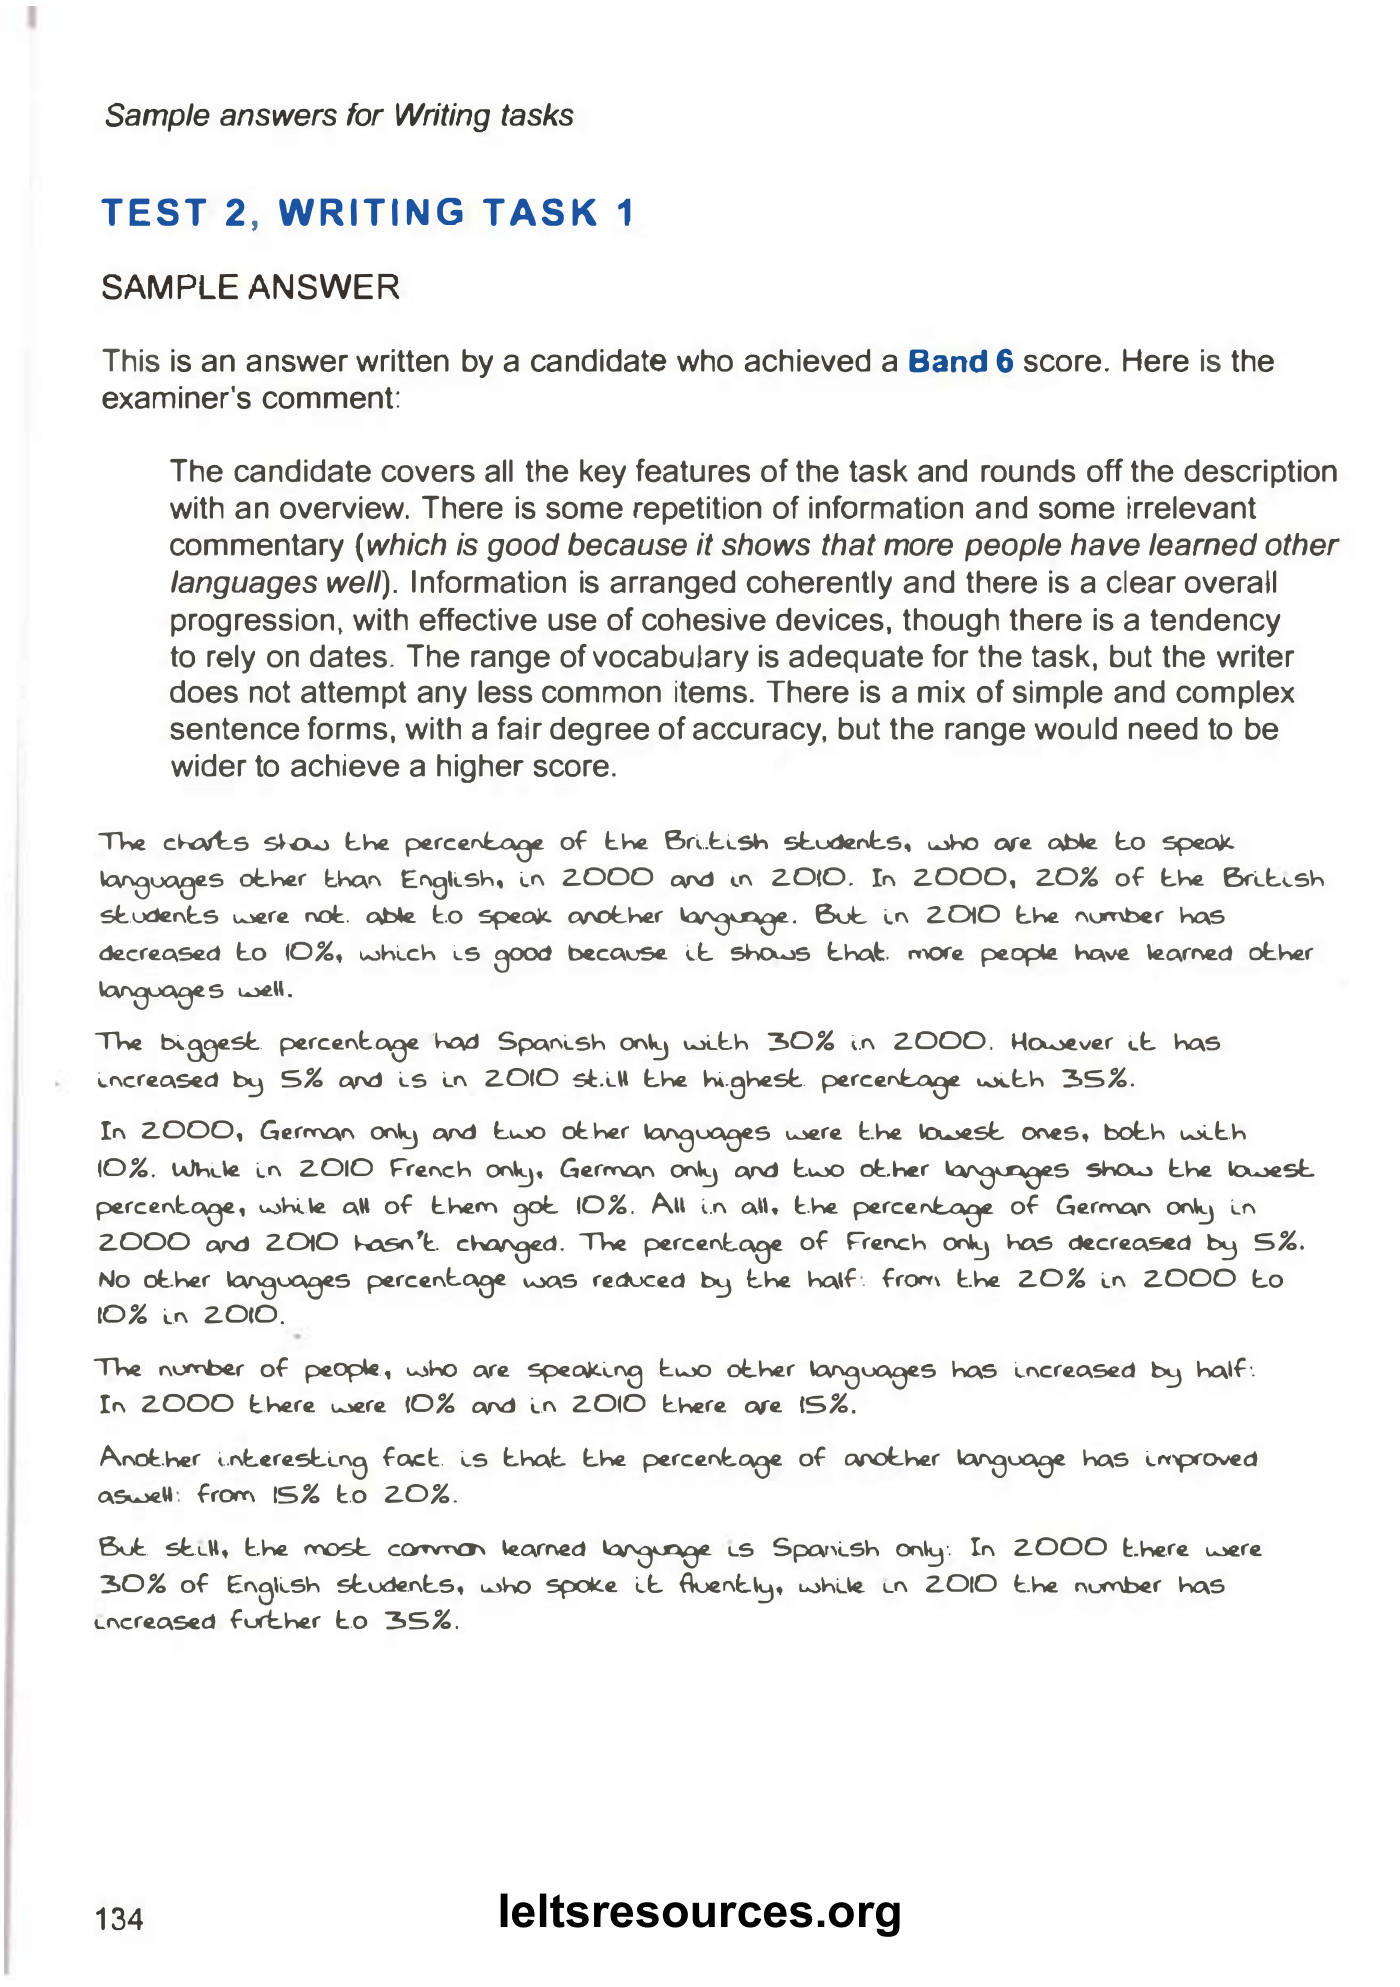 Sample answers for Writing tasks
TEST 2, WRITING TASK 1
SAMPLE ANSWER
This is an answer written by a candidate who achieved a Band 6 score. Here is the
examiner's comment:
The candidate covers all the key features of the task and rounds off the description
with an overview. There is some repetition of information and some irrelevant
commentary (which is good because it shows that more people have learned other
languages well). Information is arranged coherently and there is a clear overall
progression, with effective use of cohesive devices, though there is a tendency
to rely on dates. The range of vocabulary is adequate for the task, but the writer
does not attempt any less common items. There is a mix of simple and complex
sentence forms, with a fair degree of accuracy, but the range would need to be
wider to achieve a higher score.
The charts show the percentage of the British students, who are able to speak
languages other than English, in 2000 and in 2010. In 2000, 20% of the British
students were not able to speak another language. But in 2010 the number has
decreased to 10%, which is good because it shows that more people have learned other
languages well.
The biggest percentage had Spanish only with 30% in 2000. However it has
increased by 5% and is in 2010 still the highest percentage with 35%.
In 2000, German only and two other languages were the lowest ones, both with
10%. While in 2010 French only, German only and two other languages show the lowest
percentage, while all of them got 10%. All in all, the percentage of German only in
2000 and 2010 hasn't changed. The percentage of French only has decreased by 5%.
No other languages percentage was reduced by the half: from the 20% in 2000 to
10% in 2010.
The number of people, who are speaking two other languages has increased by half:
In 2000 there were 10% and in 2010 there are 15%.
Another interesting fact is that the percentage of another language has improved
aswell: from 15% to 20%.
But still, the most common learned language is Spanish only: In 2000 there were
30% of English students, who spoke it fluently, while in 2010 the number has
increased further to 35%.
134
Ieltsresources.org